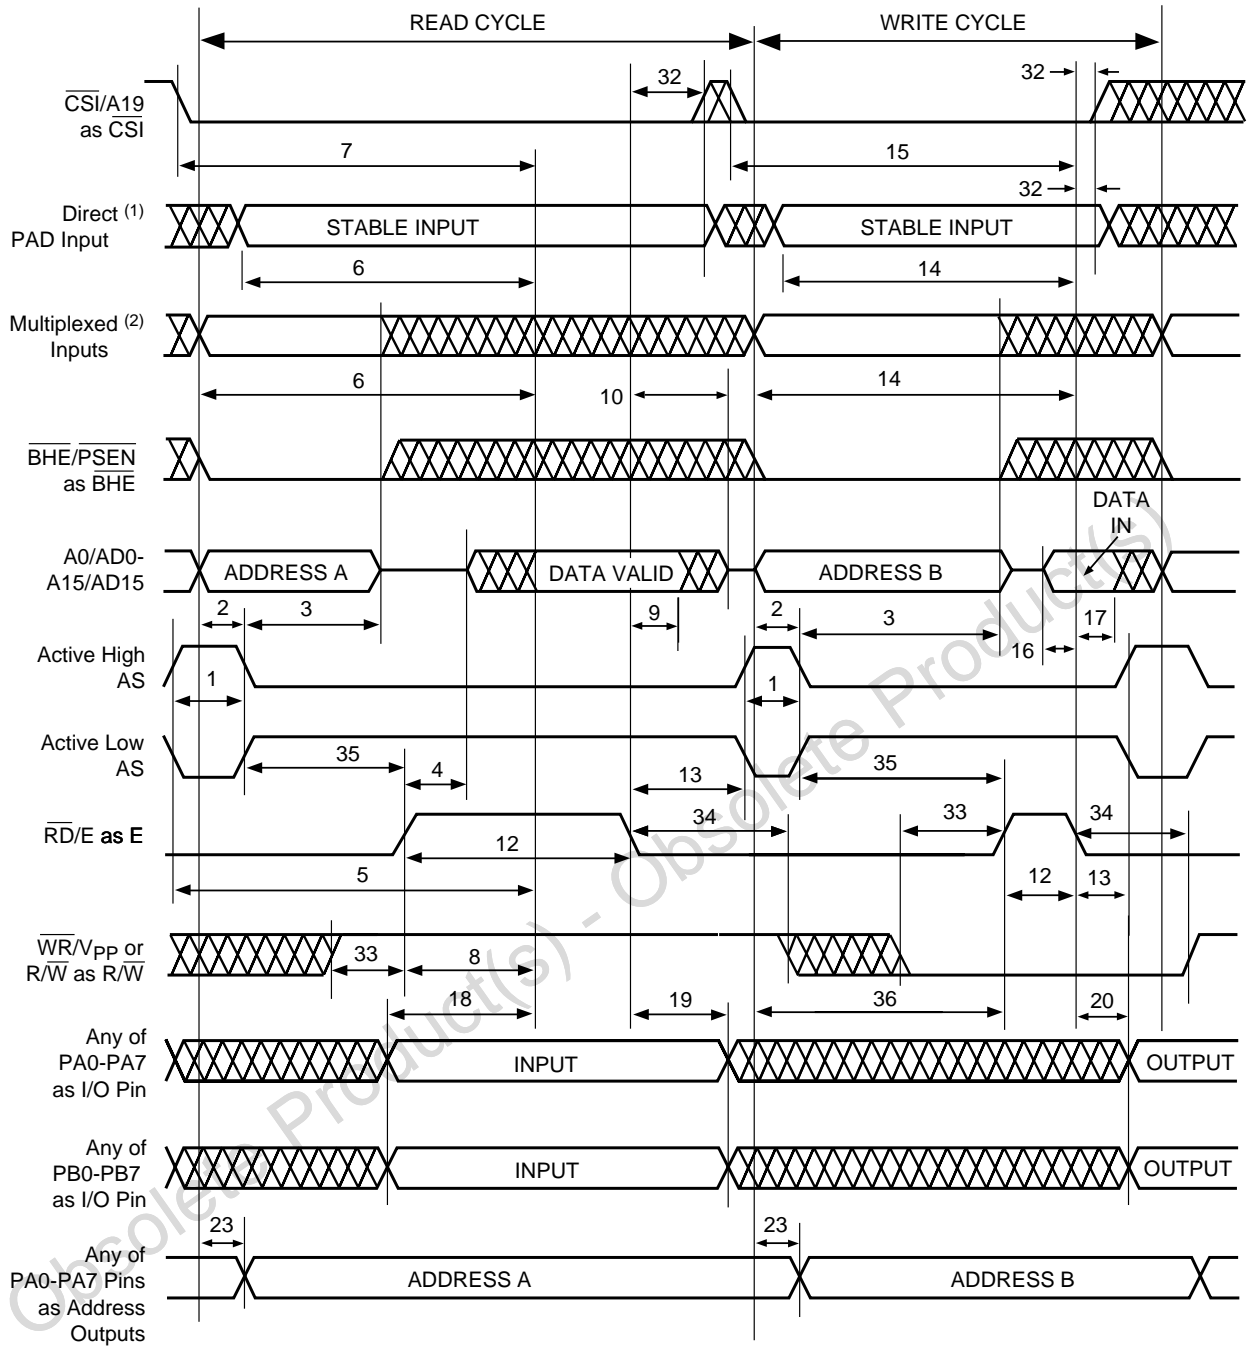 READ CYCLE
WRITE CYCLE
32
32
CSI/A19
as CSI
7
15
32
Direct (1)
PAD Input
STABLE INPUT
STABLE INPUT
6
14
Multiplexed (2)
Inputs
6
10
14
BHE/PSEN
as BHE
DATA
IN
A0/AD0-
A15/AD15
ADDRESS A
DATA VALID
ADDRESS B
2
3
9
2
3
17
16
Active High
AS
1
1
Active Low
AS
35
4
13
35
34
33
34
RD/E as E
12
5
12
13
WR/VPP or
R/W as R/W
33
8
18
19
36
20
Any of
PA0-PA7
as I/O Pin
INPUT
OUTPUT
Any of
PB0-PB7
as I/O Pin
INPUT
OUTPUT
23
23
Any of
PA0-PA7 Pins
as Address
Outputs
ADDRESS A
ADDRESS B
Obsolete Product(s) - Obsolete Product(s)